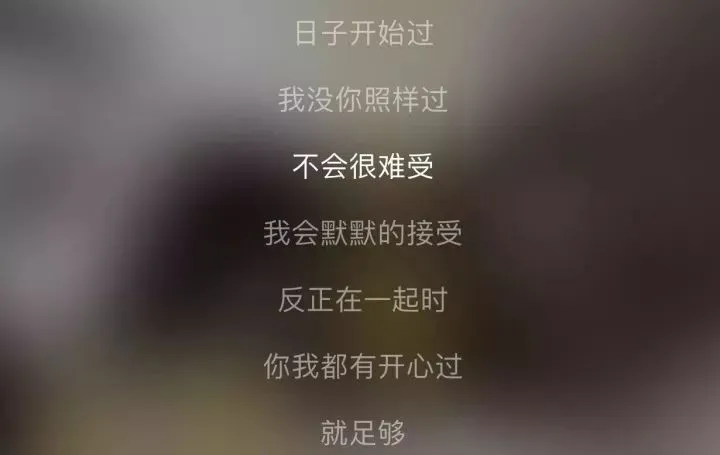 日子开始过
我没你照样过
不会很难受
我会默默的接受
反正在一起时
你我都有开心过
就足够